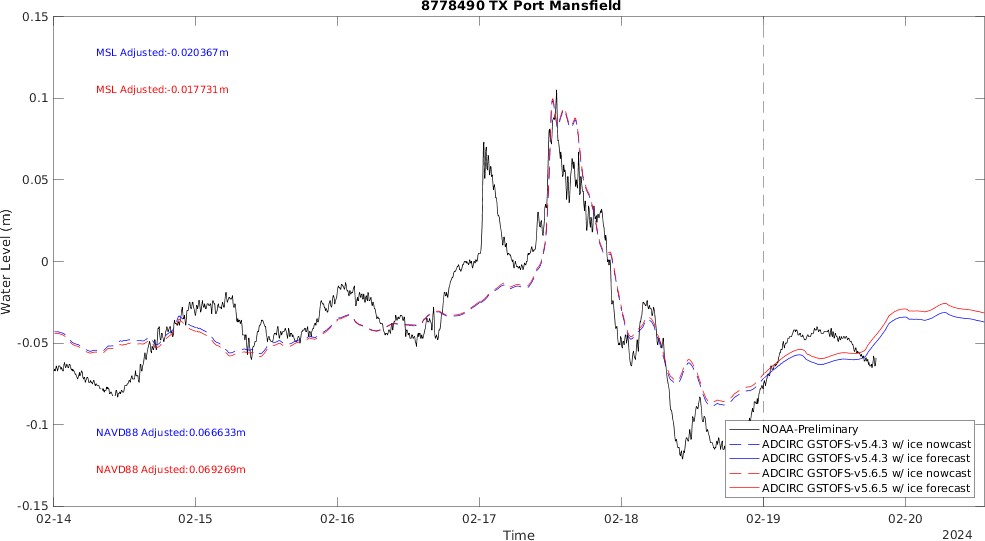 8778490 TX Port Mansfield
0.15
MSL Adjusted:-0.020367m
MSL Adjusted:-0.017731m
0.1
0.05
0
-0.05
-0.1
-0.15
Water Level (m)
NAVD88 Adjusted:0.066633m
NAVD88 Adjusted:0.069269m
NOAA-Preliminary
ADCIRC GSTOFS-v5.4.3 w/ ice nowcast
ADCIRC GSTOFS-v5.4.3 w/ ice forecast
ADCIRC GSTOFS-v5.6.5 w/ ice nowcast
ADCIRC GSTOFS-v5.6.5 w/ ice forecast
02-14 02-15 02-16 02-17 02-18 02-19 02-20
Time
2024